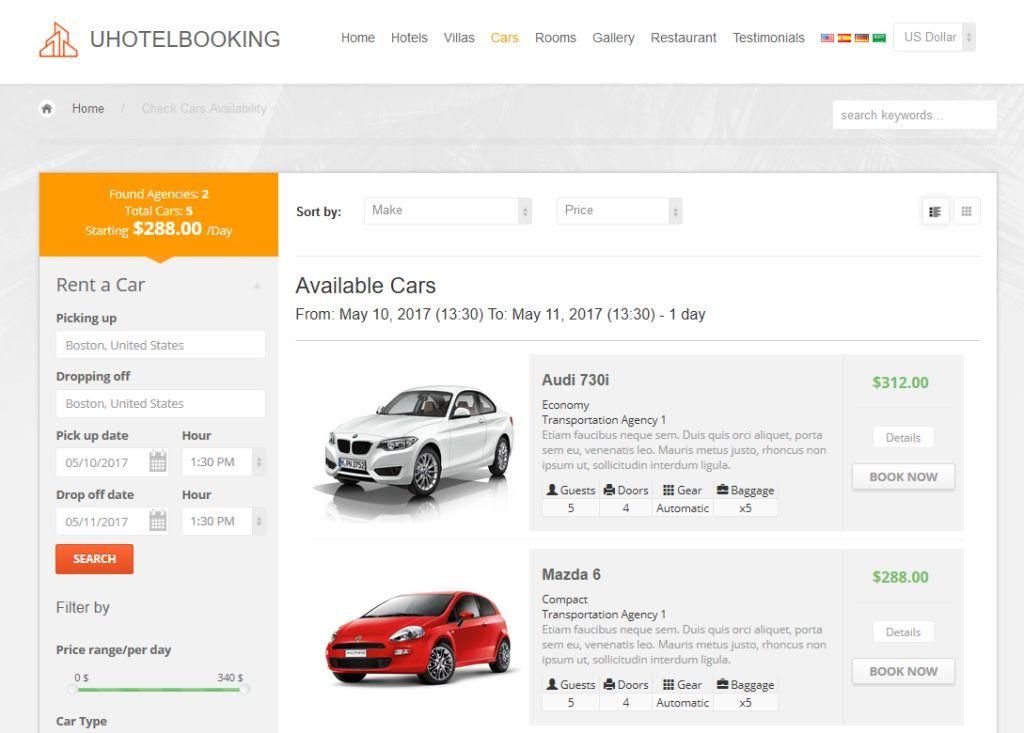 UHOTELBOOKING
Home Hotels Villas Cars Rooms Gallery Restaurant Testimonials US Dollar
Home / Check Cars Availability
search keywords...
Found Agencies: 2
Total Cars: 5
Starting $288.00 /Day
Rent a Car
Picking up
Boston, United States
Dropping off
Boston, United States
Pick up date Hour
05/10/2017 1:30 PM
Drop off date Hour
05/11/2017 1:30 PM
SEARCH
Filter by
Price range/per day
0 $ 340 $
Car Type
Sort by: Make Price
Available Cars
From: May 10, 2017 (13:30) To: May 11, 2017 (13:30) - 1 day
Audi 730i
Economy
Transportation Agency 1
Etiam faucibus neque sem. Duis quis orci aliquet, porta
sem eu, venenatis leo. Mauris metus justo, rhoncus non
ipsum ut, sollicitudin interdum ligula.
Guests Doors Gear Baggage
5 4 Automatic x5
$312.00
Details
BOOK NOW
Mazda 6
Compact
Transportation Agency 1
Etiam faucibus neque sem. Duis quis orci aliquet, porta
sem eu, venenatis leo. Mauris metus justo, rhoncus non
ipsum ut, sollicitudin interdum ligula.
Guests Doors Gear Baggage
5 4 Automatic x5
$288.00
Details
BOOK NOW